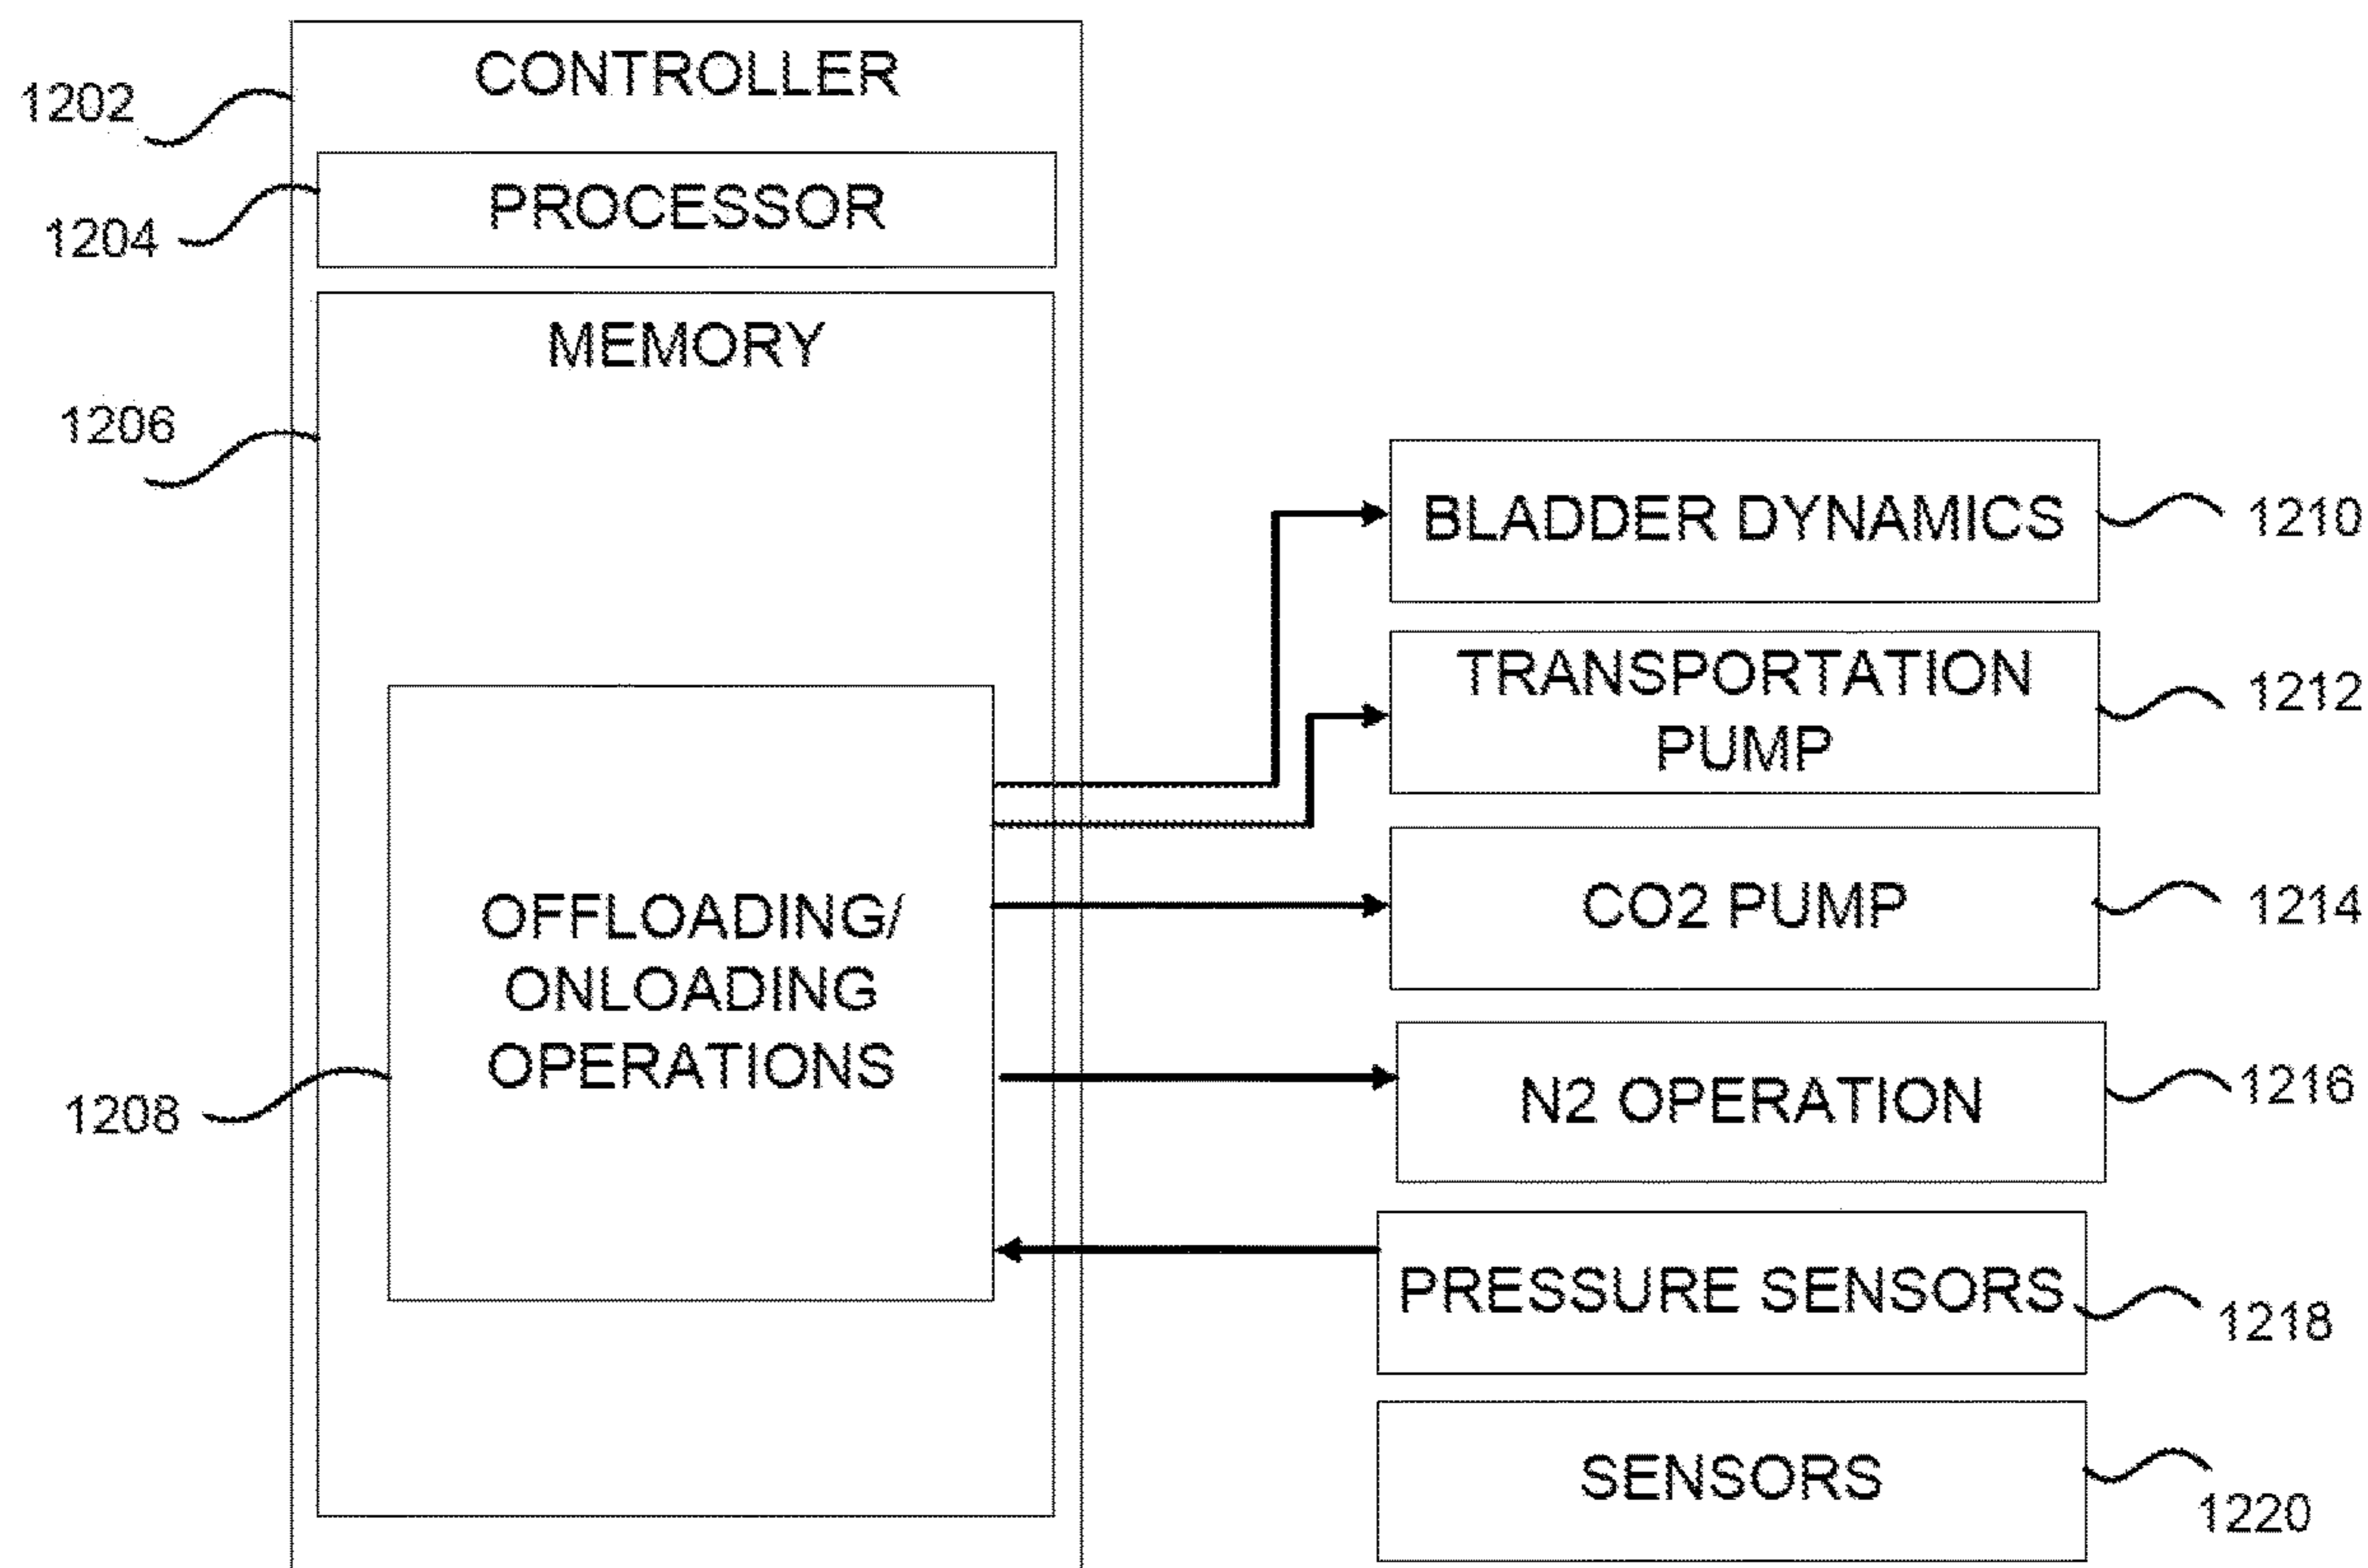 CONTROLLER
1202
PROCESSOR
1204
MEMORY
1206
OFFLOADING/
ONLOADING
OPERATIONS
1208
BLADDER DYNAMICS
1210
TRANSPORTATION
PUMP
1212
CO2 PUMP
1214
N2 OPERATION
1216
PRESSURE SENSORS
1218
SENSORS
1220